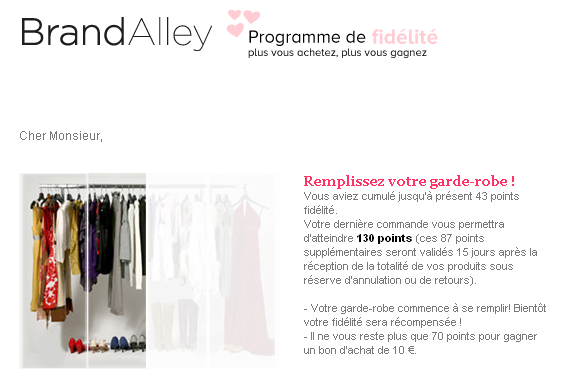 BrandAlley
Programme de fidélité
plus vous achetez, plus vous gagnez
Cher Monsieur,
Remplissez votre garde-robe !
Vous aviez cumulé jusqu'à présent 43 points
fidélité.
Votre dernière commande vous permettra
d'atteindre 130 points (ces 87 points
supplémentaires seront validés 15 jours après la
réception de la totalité de vos produits sous
réserve d'annulation ou de retours).
- Votre garde-robe commence à se remplir! Bientôt
votre fidélité sera récompensée !
- Il ne vous reste plus que 70 points pour gagner
un bon d'achat de 10 €.